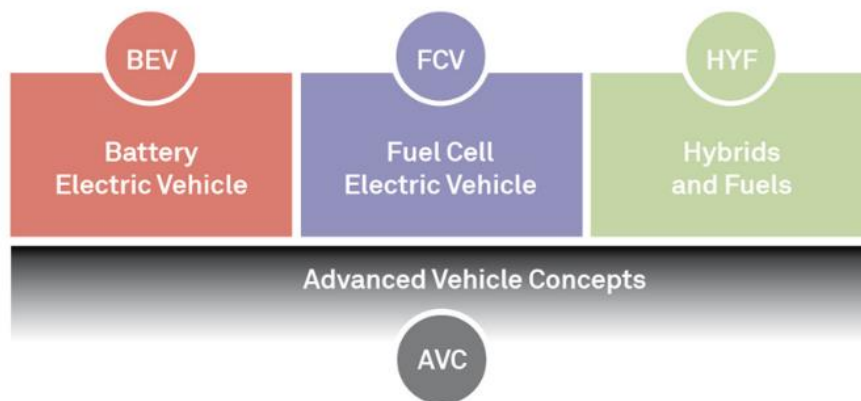 BEV
FCV
HYF
Battery
Electric Vehicle
Fuel Cell
Electric Vehicle
Hybrids
and Fuels
Advanced Vehicle Concepts
AVC